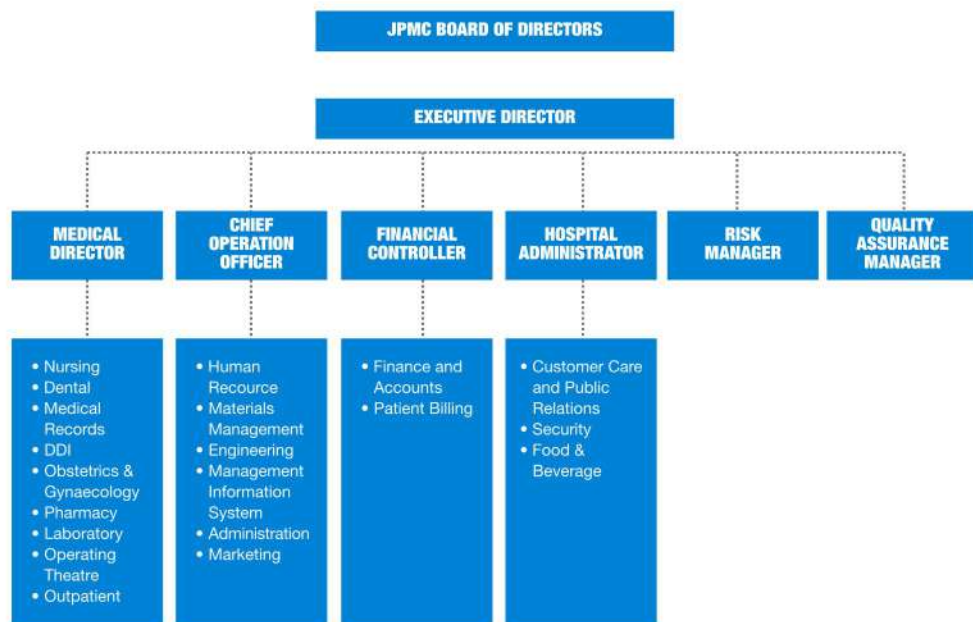 JPMC BOARD OF DIRECTORS
EXECUTIVE DIRECTOR
MEDICAL
DIRECTOR
CHIEF
OPERATION
OFFICER
FINANCIAL
CONTROLLER
HOSPITAL
ADMINISTRATOR
RISK
MANAGER
QUALITY
ASSURANCE
MANAGER
• Nursing
• Dental
• Medical
Records
• DDI
• Obstetrics &
Gynaecology
• Pharmacy
• Laboratory
• Operating
Theatre
• Outpatient
• Human
Recource
• Materials
Management
• Engineering
• Management
Information
System
• Administration
• Marketing
• Finance and
Accounts
• Patient Billing
• Customer Care
and Public
Relations
• Security
• Food &
Beverage